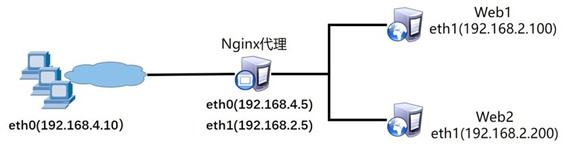 Web1
eth1(192.168.2.100)
Nginx代理
eth0(192.168.4.5)
eth1(192.168.2.5)
eth0(192.168.4.10）
Web2
eth1(192.168.2.200)